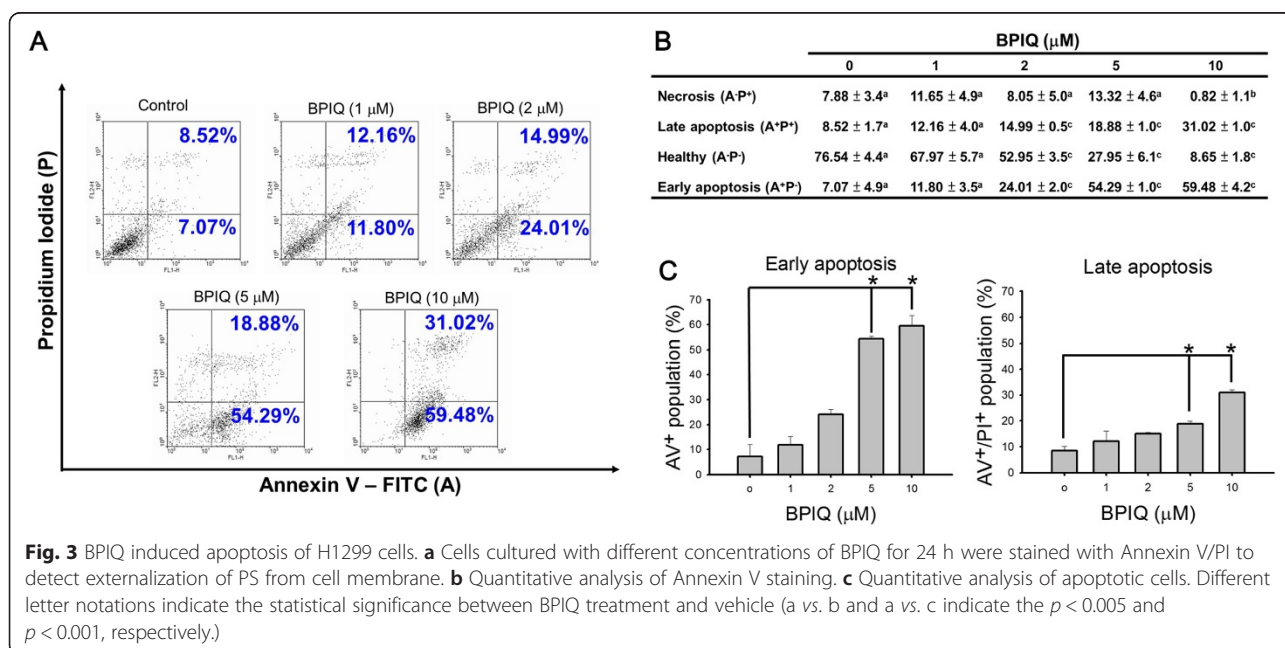 A
Propidium Iodide (P)
Control
8.52%
7.07%
BPIQ (1 μM)
12.16%
11.80%
BPIQ (2 μM)
14.99%
24.01%
BPIQ (5 μM)
18.88%
54.29%
BPIQ (10 μM)
31.02%
59.48%
FL2-H
FL1-H
Annexin V – FITC (A)
B
BPIQ (μM)
0 1 2 5 10
Necrosis (A⁻P⁺) 7.88 ± 3.4ᵃ 11.65 ± 4.9ᵃ 8.05 ± 5.0ᵃ 13.32 ± 4.6ᵃ 0.82 ± 1.1ᵇ
Late apoptosis (A⁺P⁺) 8.52 ± 1.7ᵃ 12.16 ± 4.0ᵃ 14.99 ± 0.5ᶜ 18.88 ± 1.0ᶜ 31.02 ± 1.0ᶜ
Healthy (A⁻P⁻) 76.54 ± 4.4ᵃ 67.97 ± 5.7ᵃ 52.95 ± 3.5ᶜ 27.95 ± 6.1ᶜ 8.65 ± 1.8ᶜ
Early apoptosis (A⁺P⁻) 7.07 ± 4.9ᵃ 11.80 ± 3.5ᵃ 24.01 ± 2.0ᶜ 54.29 ± 1.0ᶜ 59.48 ± 4.2ᶜ
C
Early apoptosis
AV⁺ population (%)
70
60
50
40
30
20
10
0
* *
o 1 2 5 10
BPIQ (μM)
Late apoptosis
AV⁺/PI⁺ population (%)
70
60
50
40
30
20
10
0
* *
o 1 2 5 10
BPIQ (μM)
Fig. 3 BPIQ induced apoptosis of H1299 cells. a Cells cultured with different concentrations of BPIQ for 24 h were stained with Annexin V/PI to
detect externalization of PS from cell membrane. b Quantitative analysis of Annexin V staining. c Quantitative analysis of apoptotic cells. Different
letter notations indicate the statistical significance between BPIQ treatment and vehicle (a vs. b and a vs. c indicate the p < 0.005 and
p < 0.001, respectively.)